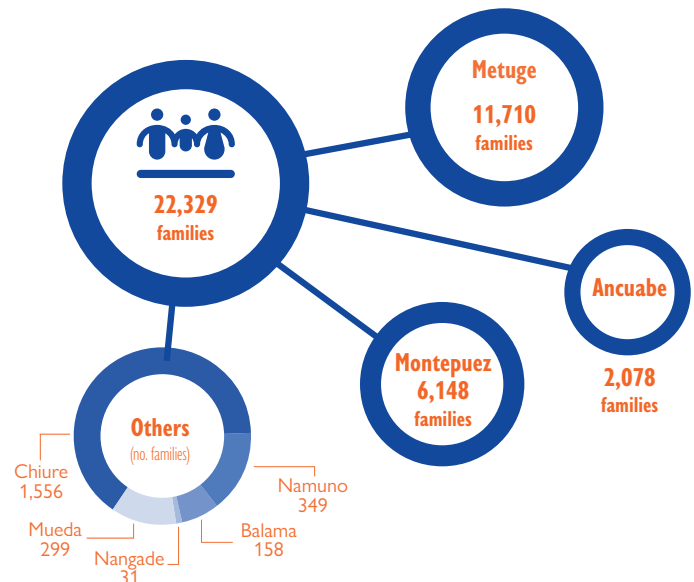 22,329
families
Metuge
11,710
families
Ancuabe
2,078
families
Montepuez
6,148
families
Others
(no. families)
Chiure
1,556
Mueda
299
Nangade
31
Balama
158
Namuno
349